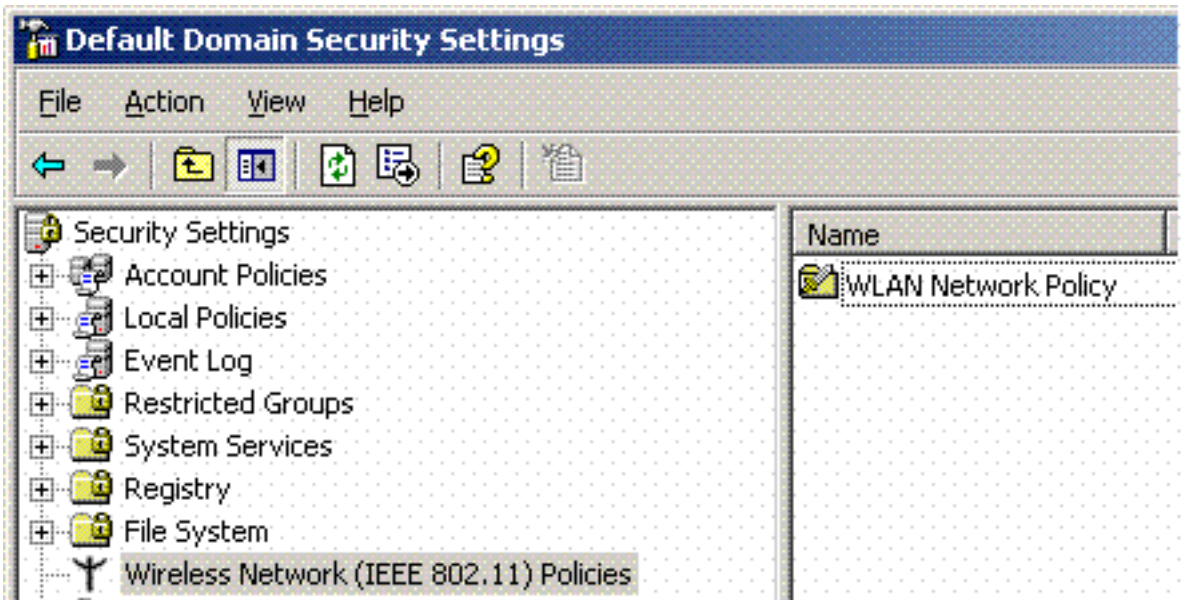 Default Domain Security Settings
File Action View Help
Security Settings
Account Policies
Local Policies
Event Log
Restricted Groups
System Services
Registry
File System
Wireless Network (IEEE 802.11) Policies
Name
WLAN Network Policy